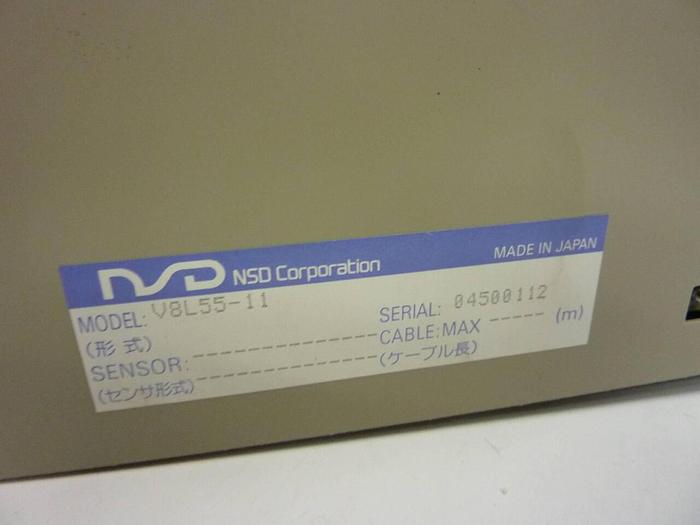 NSD NSD Corporation MADE IN JAPAN
MODEL: V8L55-11 SERIAL: 04500112
(形 式) ------------- CABLE:MAX ----- (m)
SENSOR: ------------- (ケーブル長)
(センサ形式)